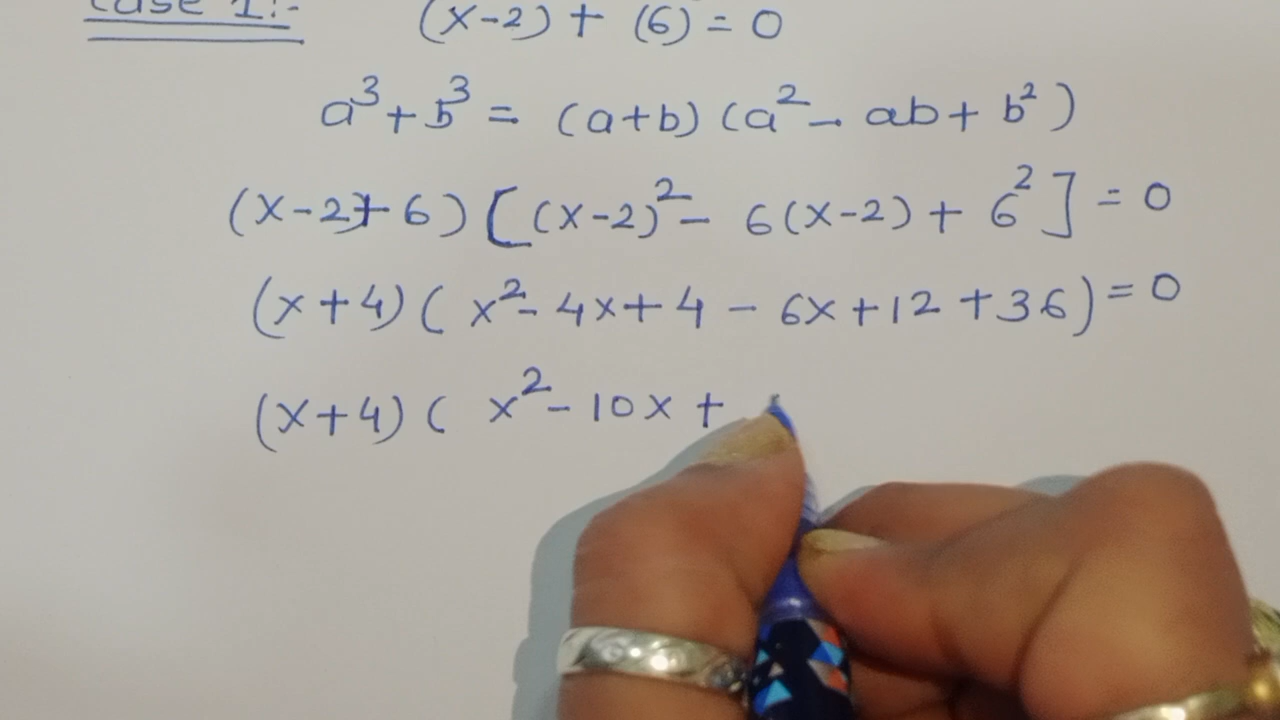 Case 1:-
(x-2) + (6) = 0
a³ + b³ = (a+b) (a² - ab + b²)
(x-2+6) [(x-2)² - 6(x-2) + 6²] = 0
(x+4) ( x² - 4x + 4 - 6x + 12 + 36) = 0
(x+4) ( x² - 10x +